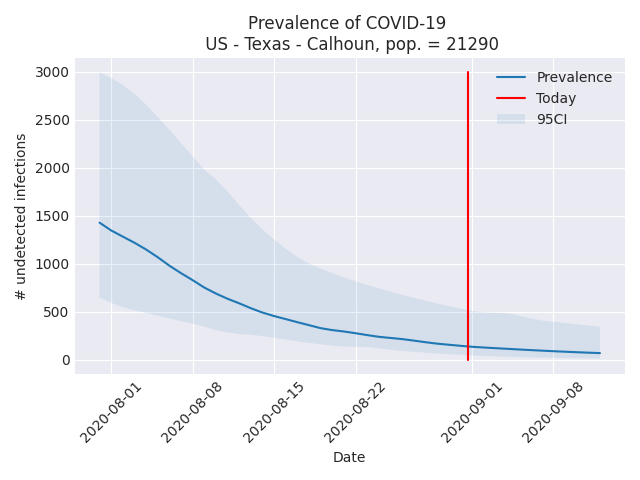 Prevalence of COVID-19
US - Texas - Calhoun, pop. = 21290
Prevalence
Today
95CI
# undetected infections
3000
2500
2000
1500
1000
500
0
2020-08-01
2020-08-08
2020-08-15
2020-08-22
2020-09-01
2020-09-08
Date